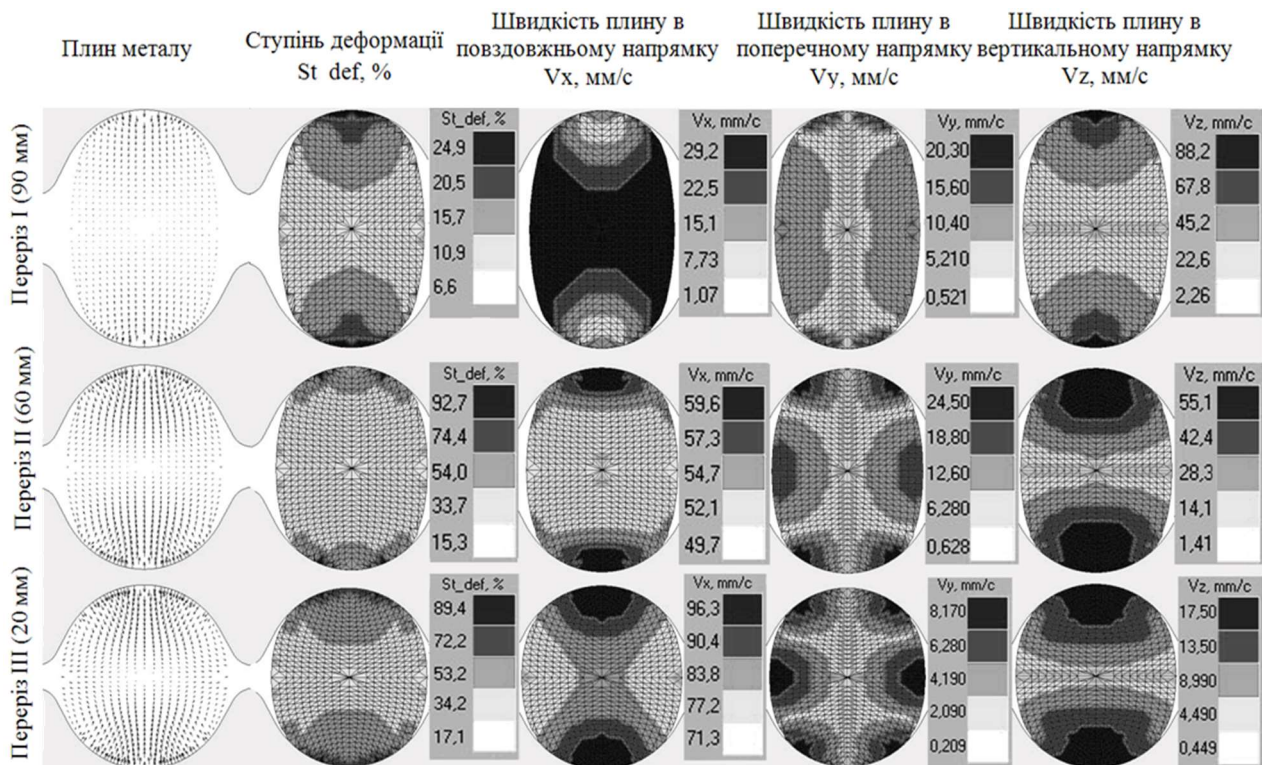 Плин металу
Ступінь деформації
St def, %
Швидкість плину в
повздовжньому напрямку
Vx, мм/с
Швидкість плину в
поперечному напрямку
Vy, мм/с
Швидкість плину в
вертикальному напрямку
Vz, мм/с
Переріз I (90 мм)
St_def, %
24,9
20,5
15,7
10,9
6,6
Vx, mm/c
29,2
22,5
15,1
7,73
1,07
Vy, mm/c
20,30
15,60
10,40
5,210
0,521
Vz, mm/c
88,2
67,8
45,2
22,6
2,26
Переріз II (60 мм)
St_def, %
92,7
74,4
54,0
33,7
15,3
Vx, mm/c
59,6
57,3
54,7
52,1
49,7
Vy, mm/c
24,50
18,80
12,60
6,280
0,628
Vz, mm/c
55,1
42,4
28,3
14,1
1,41
Переріз III (20 мм)
St_def, %
89,4
72,2
53,2
34,2
17,1
Vx, mm/c
96,3
90,4
83,8
77,2
71,3
Vy, mm/c
8,170
6,280
4,190
2,090
0,209
Vz, mm/c
17,50
13,50
8,990
4,490
0,449